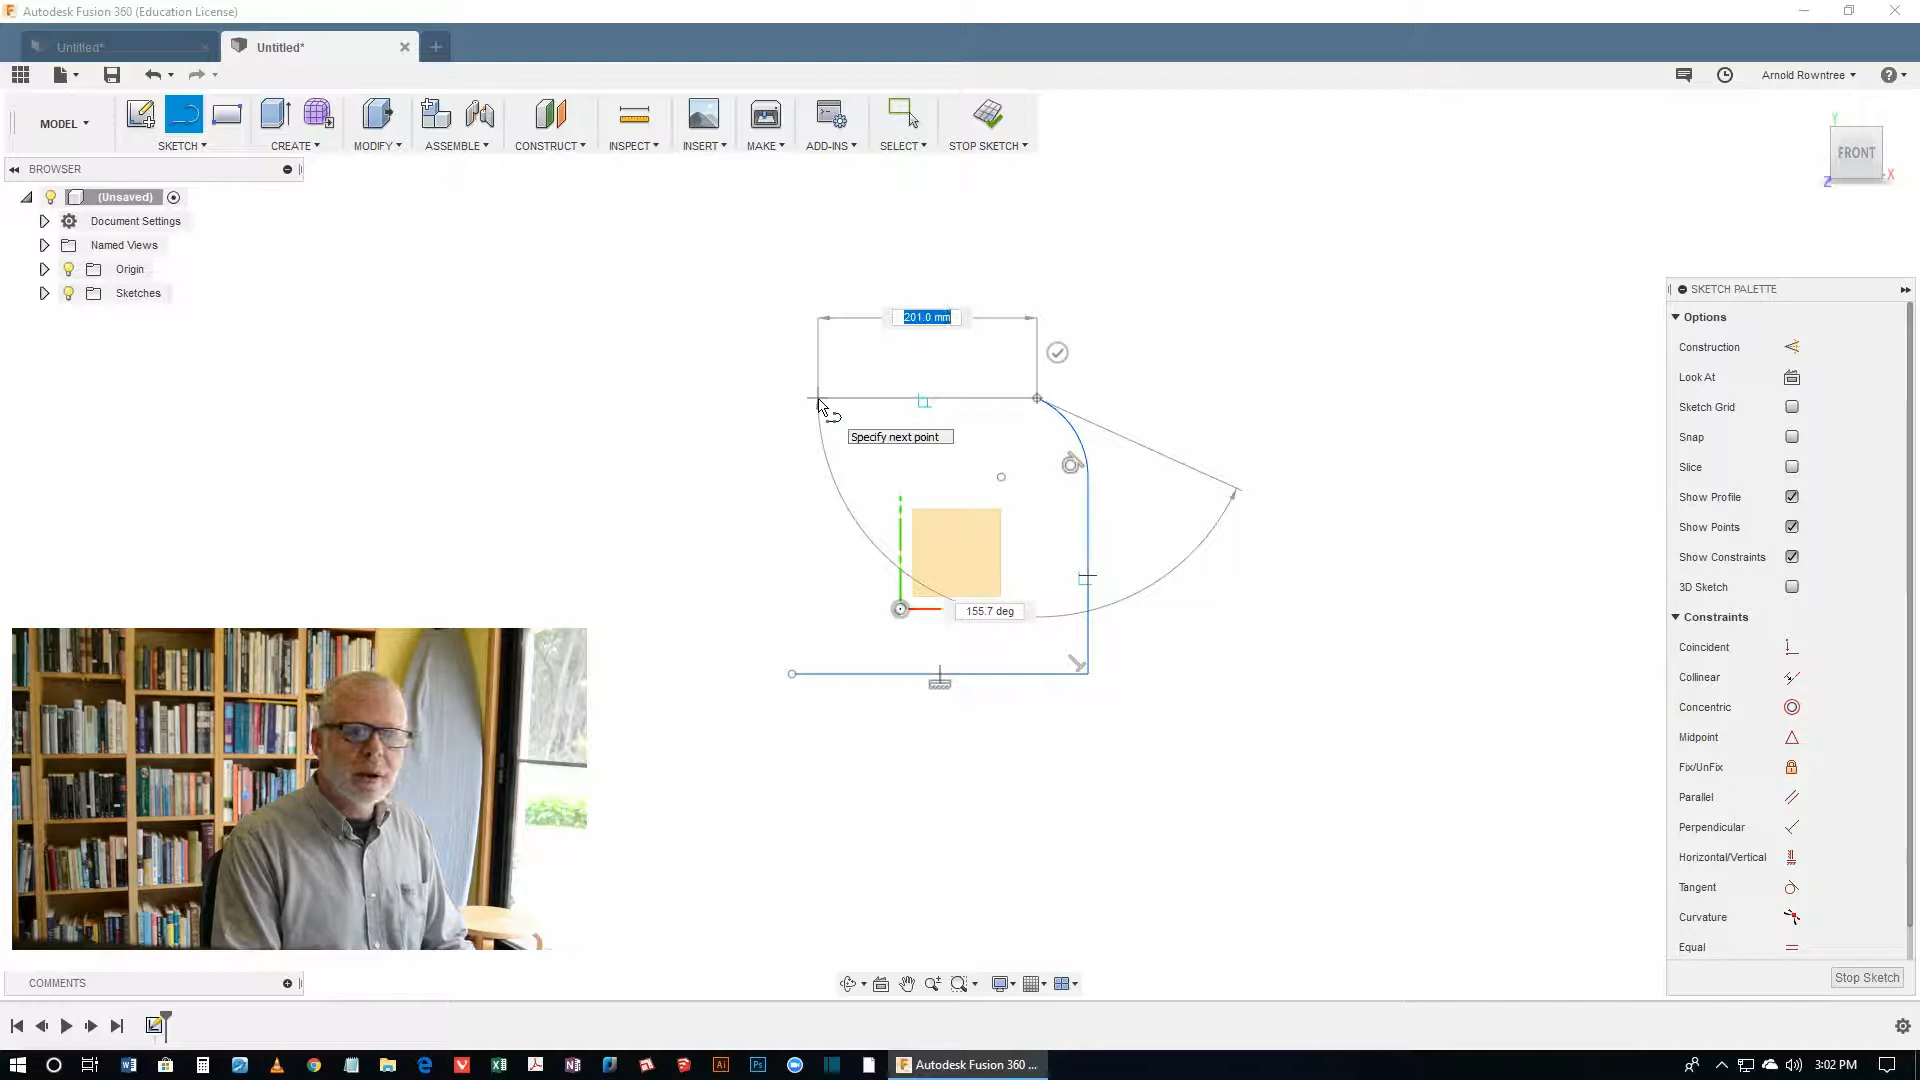 Autodesk Fusion 360 (Education License)
Untitled*
Untitled*
Arnold Rowntree
MODEL
SKETCH
CREATE
MODIFY
ASSEMBLE
CONSTRUCT
INSPECT
INSERT
MAKE
ADD-INS
SELECT
STOP SKETCH
BROWSER
(Unsaved)
Document Settings
Named Views
Origin
Sketches
Y
FRONT
X
Z
201.0 mm
Specify next point
155.7 deg
SKETCH PALETTE
Options
Construction
Look At
Sketch Grid
Snap
Slice
Show Profile
Show Points
Show Constraints
3D Sketch
Constraints
Coincident
Collinear
Concentric
Midpoint
Fix/UnFix
Parallel
Perpendicular
Horizontal/Vertical
Tangent
Curvature
Equal
Stop Sketch
COMMENTS
Autodesk Fusion 360 ...
3:02 PM